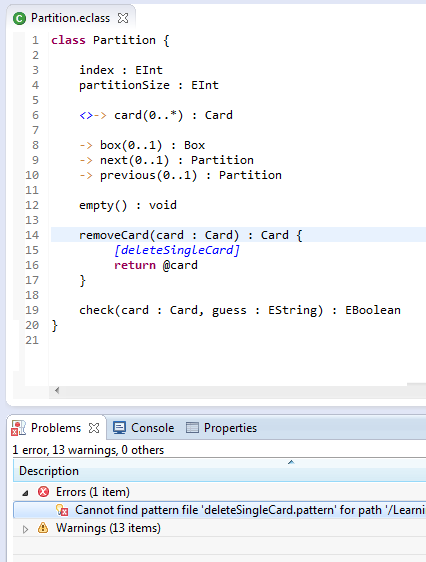 Partition.eclass
1 class Partition {
2
3 index : EInt
4 partitionSize : EInt
5
6 <>-> card(0..*) : Card
7
8 -> box(0..1) : Box
9 -> next(0..1) : Partition
10 -> previous(0..1) : Partition
11
12 empty() : void
13
14 removeCard(card : Card) : Card {
15 [deleteSingleCard]
16 return @card
17 }
18
19 check(card : Card, guess : EString) : EBoolean
20 }
21
Problems Console Properties
1 error, 13 warnings, 0 others
Description
Errors (1 item)
Cannot find pattern file 'deleteSingleCard.pattern' for path '/Learni
Warnings (13 items)